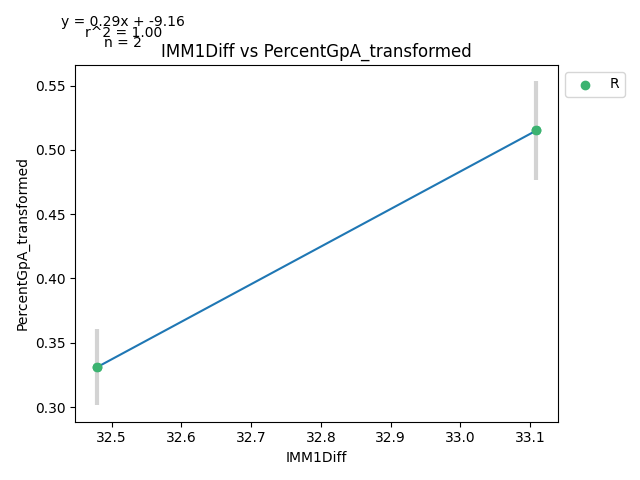 y = 0.29x + -9.16
r^2 = 1.00
n = 2
IMM1Diff vs PercentGpA_transformed
R
PercentGpA_transformed
0.55
0.50
0.45
0.40
0.35
0.30
32.5 32.6 32.7 32.8 32.9 33.0 33.1
IMM1Diff